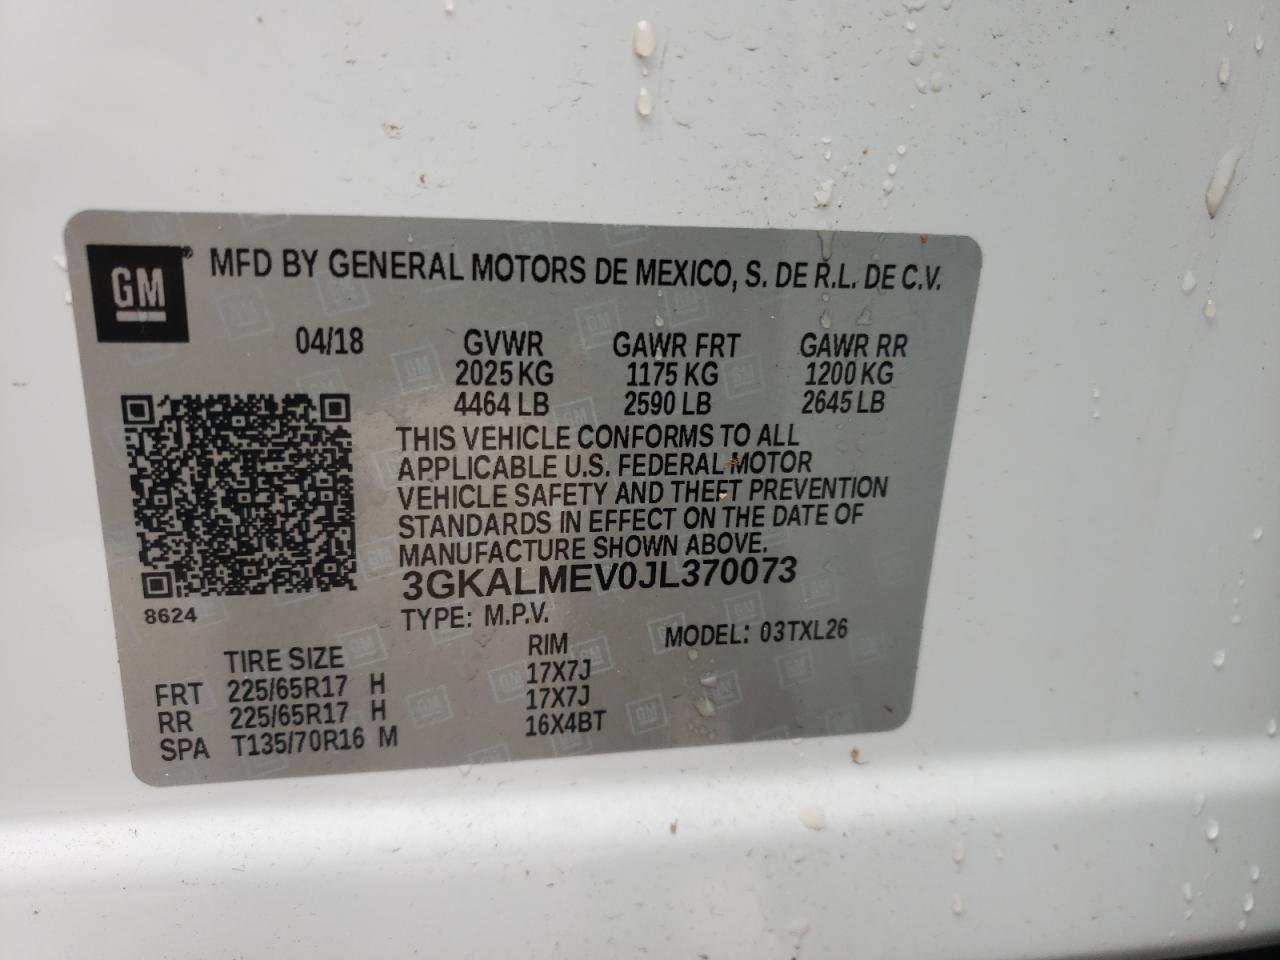 GM ® MFD BY GENERAL MOTORS DE MEXICO, S. DE R.L. DE C.V.
04/18 GVWR GAWR FRT GAWR RR
2025 KG 1175 KG 1200 KG
4464 LB 2590 LB 2645 LB
THIS VEHICLE CONFORMS TO ALL
APPLICABLE U.S. FEDERAL MOTOR
VEHICLE SAFETY AND THEFT PREVENTION
STANDARDS IN EFFECT ON THE DATE OF
MANUFACTURE SHOWN ABOVE.
3GKALMEV0JL370073
8624
TYPE: M.P.V. MODEL: 03TXL26
TIRE SIZE RIM
FRT 225/65R17 H 17X7J
RR 225/65R17 H 17X7J
SPA T135/70R16 M 16X4BT